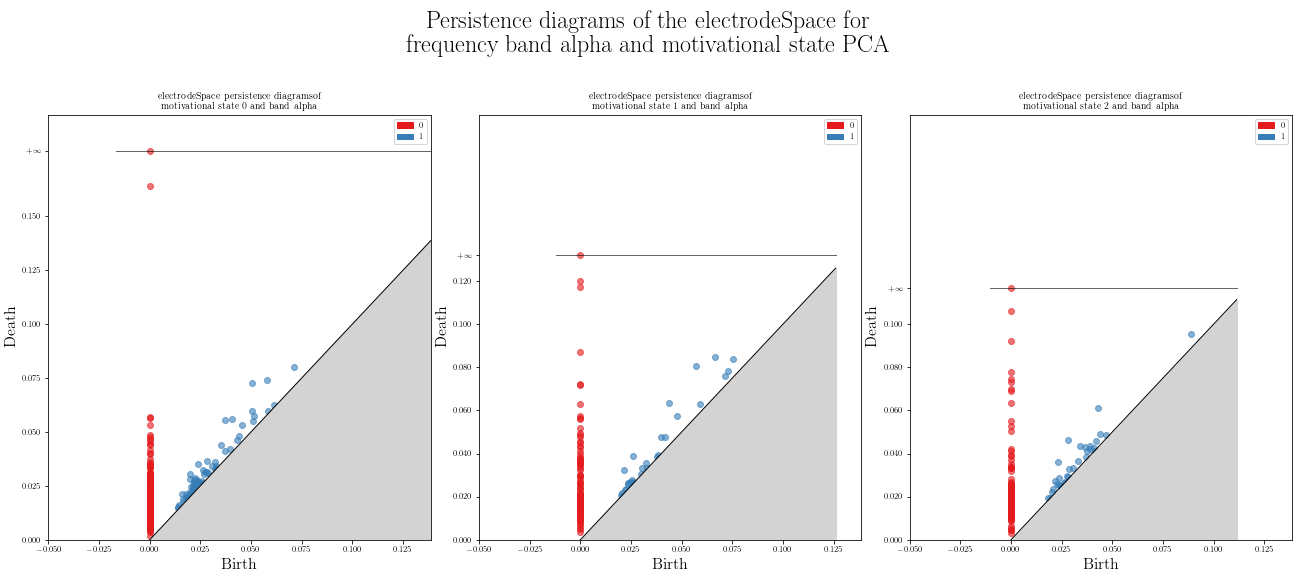 Persistence diagrams of the electrodeSpace for
frequency band alpha and motivational state PCA
electrodeSpace persistence diagramsof
motivational state 0 and band alpha
0
1
+∞
0.150
0.125
0.100
0.075
0.050
0.025
0.000
Death
−0.050 −0.025 0.000 0.025 0.050 0.075 0.100 0.125
Birth
electrodeSpace persistence diagramsof
motivational state 1 and band alpha
0
1
+∞
0.120
0.100
0.080
0.060
0.040
0.020
0.000
Death
−0.050 −0.025 0.000 0.025 0.050 0.075 0.100 0.125
Birth
electrodeSpace persistence diagramsof
motivational state 2 and band alpha
0
1
+∞
0.100
0.080
0.060
0.040
0.020
0.000
Death
−0.050 −0.025 0.000 0.025 0.050 0.075 0.100 0.125
Birth